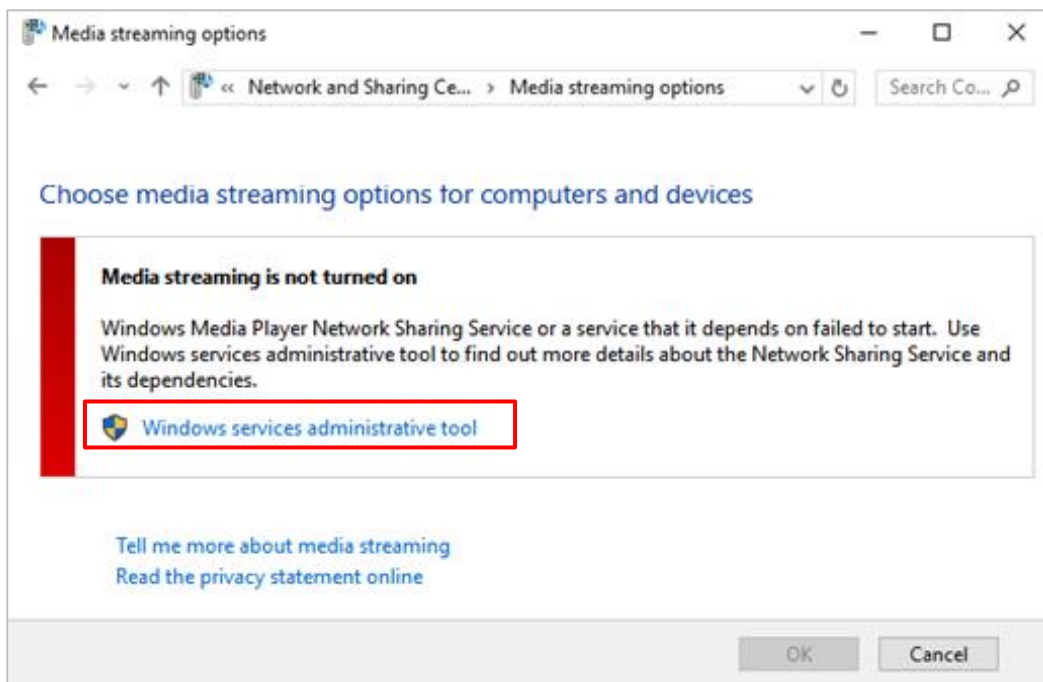 Media streaming options
« Network and Sharing Ce... › Media streaming options Search Co...
Choose media streaming options for computers and devices
Media streaming is not turned on
Windows Media Player Network Sharing Service or a service that it depends on failed to start. Use
Windows services administrative tool to find out more details about the Network Sharing Service and
its dependencies.
Windows services administrative tool
Tell me more about media streaming
Read the privacy statement online
OK Cancel